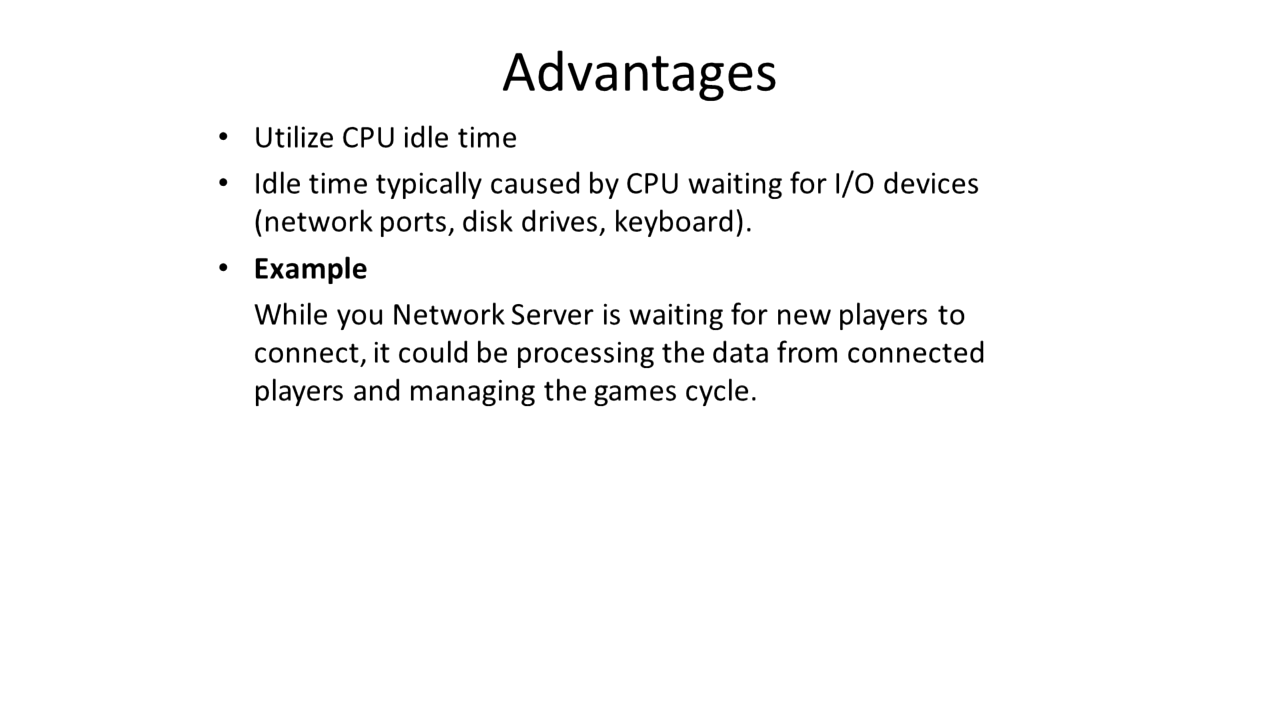 Advantages
• Utilize CPU idle time
• Idle time typically caused by CPU waiting for I/O devices
(network ports, disk drives, keyboard).
• Example
While you Network Server is waiting for new players to
connect, it could be processing the data from connected
players and managing the games cycle.